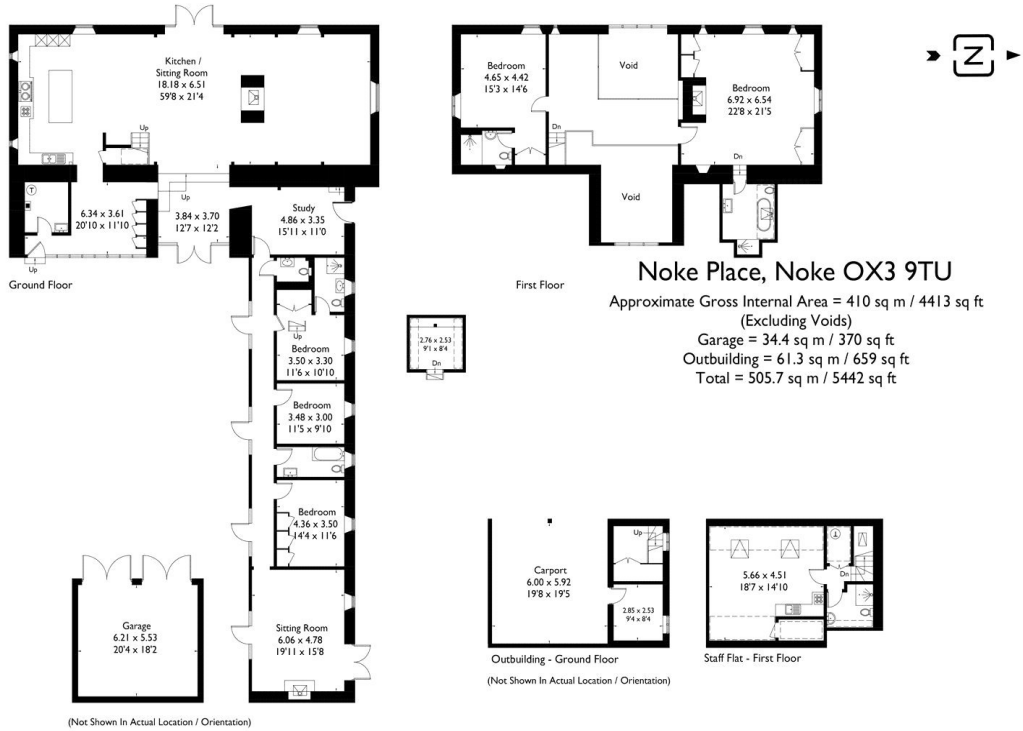 Kitchen /
Sitting Room
18.18 x 6.51
59'8 x 21'4
Up
T
6.34 x 3.61
20'10 x 11'10
Up
Up
3.84 x 3.70
12'7 x 12'2
Study
4.86 x 3.35
15'11 x 11'0
Ground Floor
Up
Bedroom
3.50 x 3.30
11'6 x 10'10
Bedroom
3.48 x 3.00
11'5 x 9'10
Bedroom
4.36 x 3.50
14'4 x 11'6
Sitting Room
6.06 x 4.78
19'11 x 15'8
2.76 x 2.53
9'1 x 8'4
Dn
Garage
6.21 x 5.53
20'4 x 18'2
(Not Shown In Actual Location / Orientation)
Bedroom
4.65 x 4.42
15'3 x 14'6
Dn
Void
Void
Bedroom
6.92 x 6.54
22'8 x 21'5
Dn
First Floor
N
Noke Place, Noke OX3 9TU
Approximate Gross Internal Area = 410 sq m / 4413 sq ft
(Excluding Voids)
Garage = 34.4 sq m / 370 sq ft
Outbuilding = 61.3 sq m / 659 sq ft
Total = 505.7 sq m / 5442 sq ft
Carport
6.00 x 5.92
19'8 x 19'5
Up
2.85 x 2.53
9'4 x 8'4
Outbuilding - Ground Floor
(Not Shown In Actual Location / Orientation)
5.66 x 4.51
18'7 x 14'10
Dn
Staff Flat - First Floor